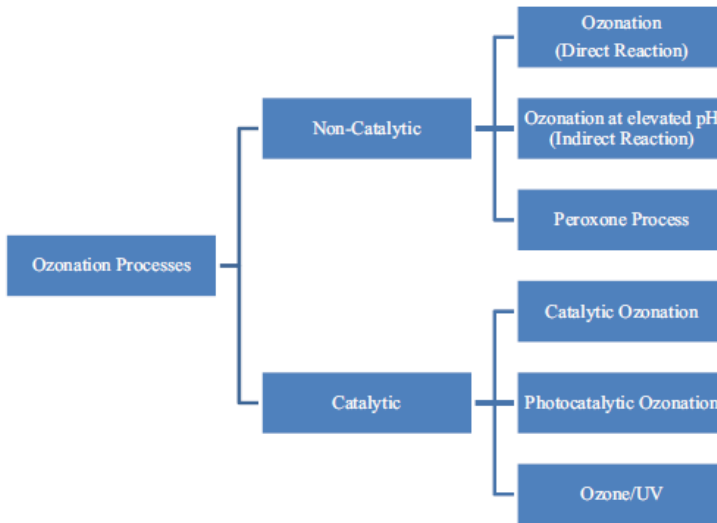 Ozonation
(Direct Reaction)
Non-Catalytic
Ozonation at elevated pH
(Indirect Reaction)
Peroxone Process
Ozonation Processes
Catalytic Ozonation
Catalytic
Photocatalytic Ozonation
Ozone/UV